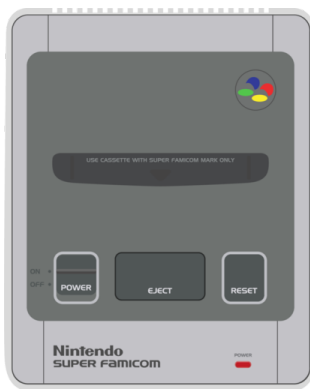 USE CASSETTE WITH SUPER FAMICOM MARK ONLY
ON
OFF
POWER
EJECT
RESET
Nintendo
SUPER FAMICOM
POWER